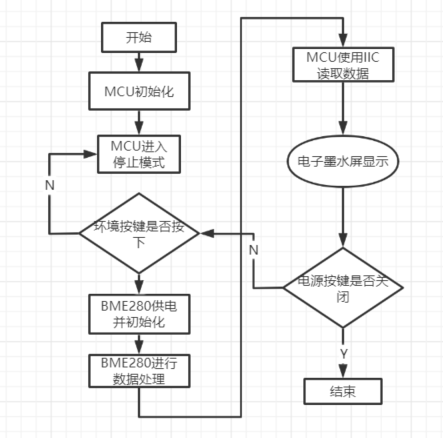 开始
MCU初始化
MCU进入
停止模式
N
环境按键是否按
下
BME280供电
并初始化
BME280进行
数据处理
MCU使用IIC
读取数据
电子墨水屏显示
N
电源按键是否关
闭
Y
结束